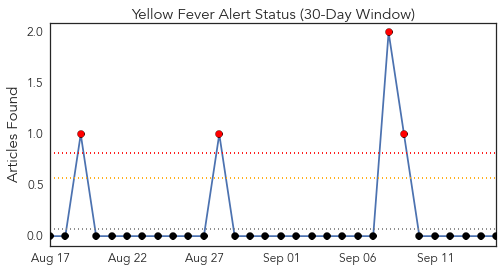 Yellow Fever Alert Status (30-Day Window)
Articles Found
2.0
1.5
1.0
0.5
0.0
Aug 17 Aug 22 Aug 27 Sep 01 Sep 06 Sep 11